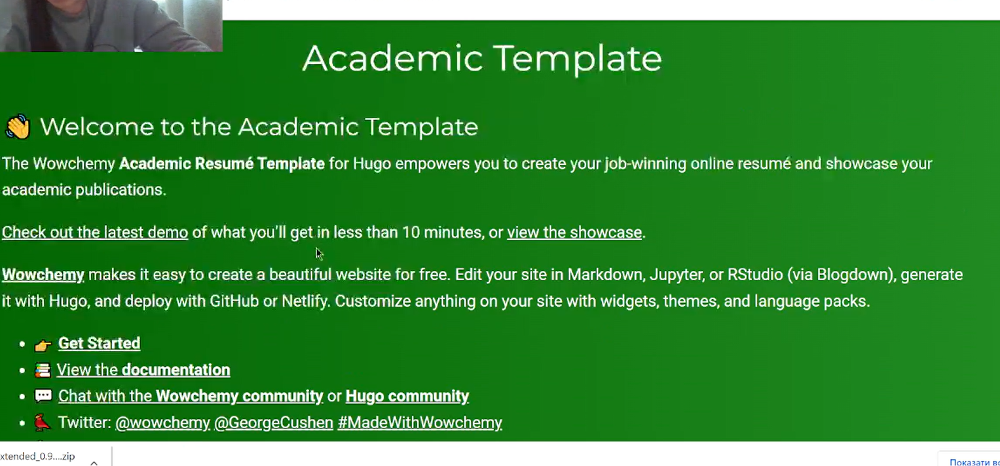 Academic Template
👋 Welcome to the Academic Template
The Wowchemy Academic Resumé Template for Hugo empowers you to create your job-winning online resumé and showcase your
academic publications.
Check out the latest demo of what you'll get in less than 10 minutes, or view the showcase.
Wowchemy makes it easy to create a beautiful website for free. Edit your site in Markdown, Jupyter, or RStudio (via Blogdown), generate
it with Hugo, and deploy with GitHub or Netlify. Customize anything on your site with widgets, themes, and language packs.
• 👉 Get Started
• 📚 View the documentation
• 💬 Chat with the Wowchemy community or Hugo community
• 🐦 Twitter: @wowchemy @GeorgeCushen #MadeWithWowchemy
xtended_0.9....zip
Показати вс